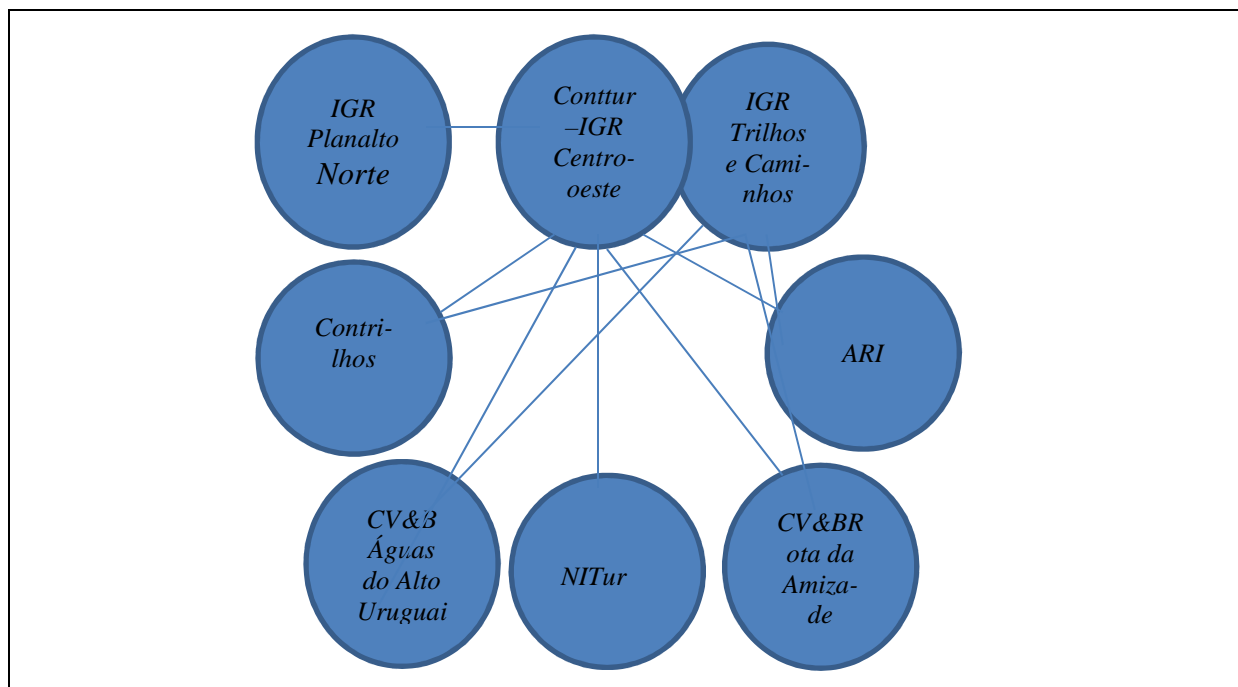 IGR
Planalto
Norte
Conttur
–IGR
Centro-
oeste
IGR
Trilhos
e Cami-
nhos
Contri-
lhos
ARI
CV&B
Águas
do Alto
Uruguai
NITur
CV&BR
ota da
Amiza-
de